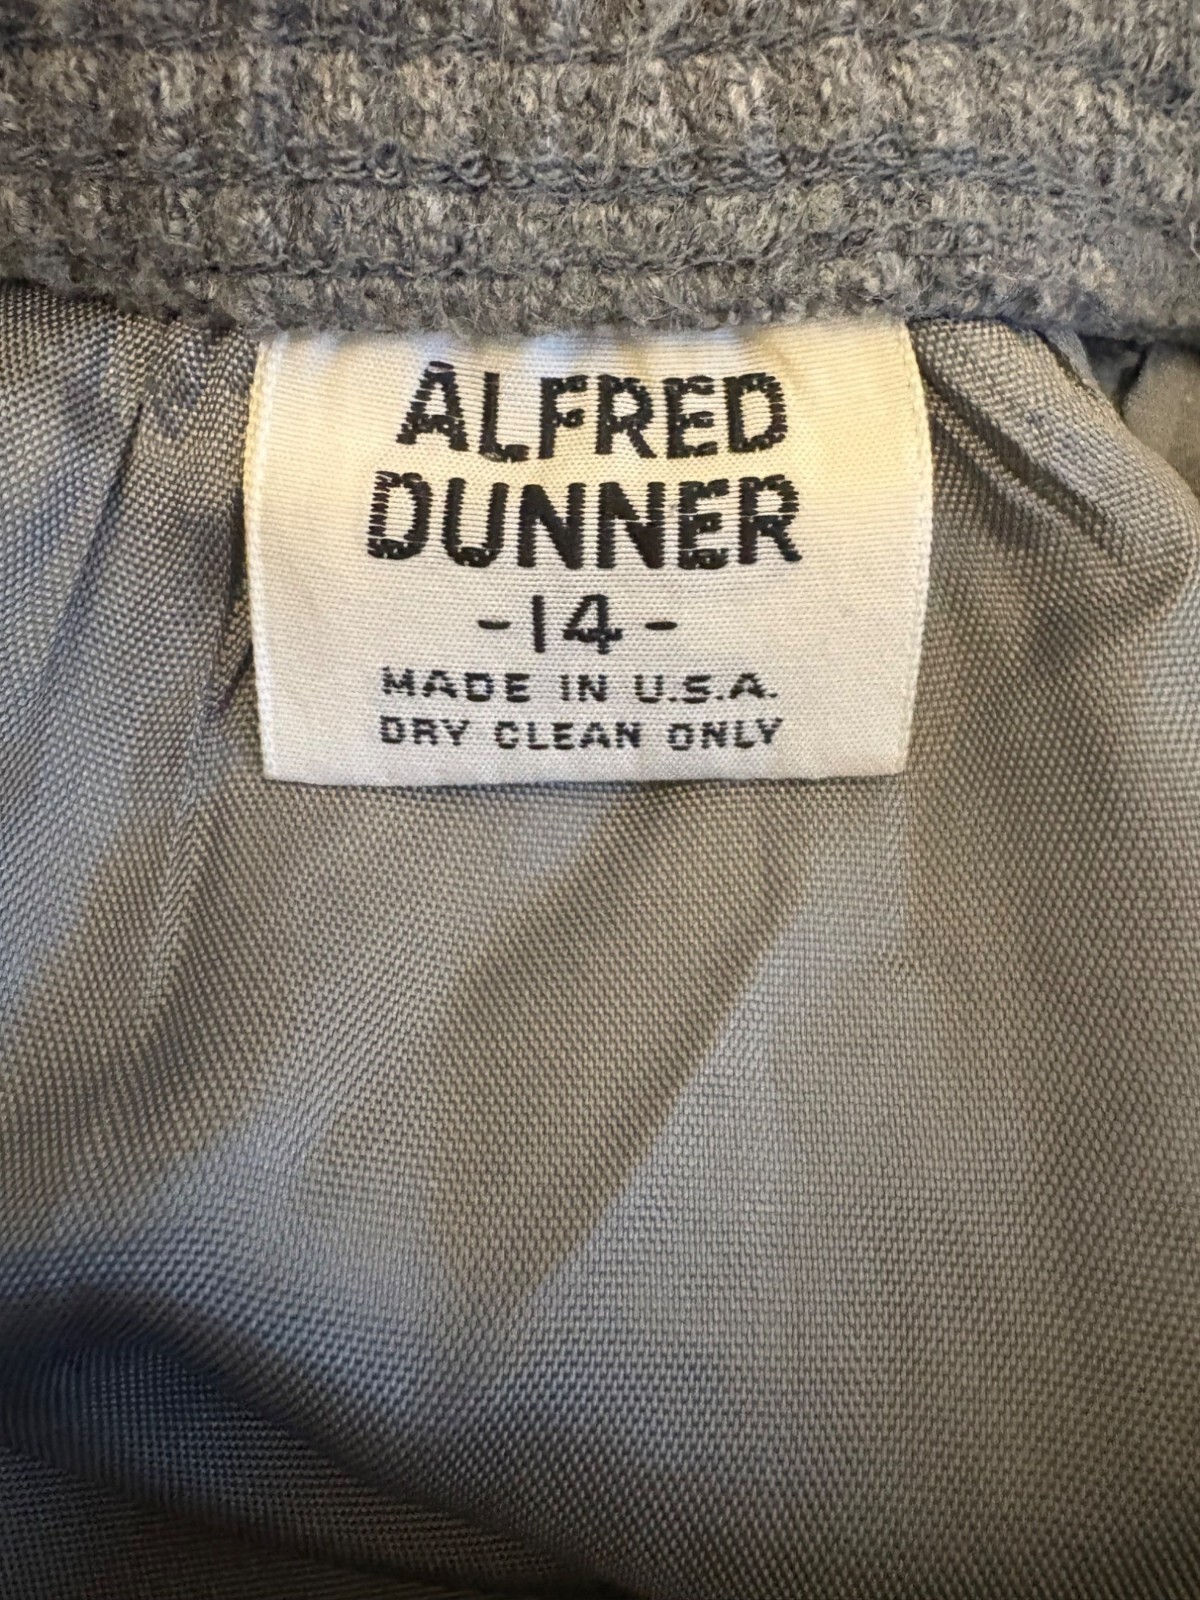 ALFRED
DUNNER
-14-
MADE IN U.S.A.
DRY CLEAN ONLY